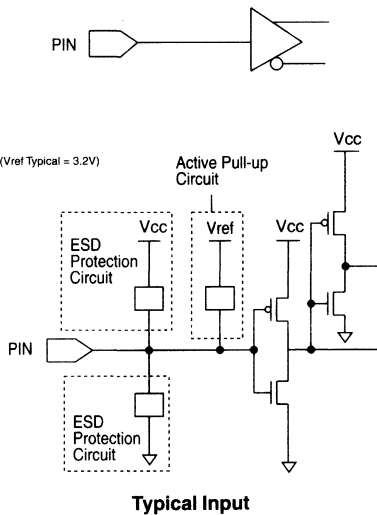 PIN
Vcc
(Vref Typical = 3.2V)
Active Pull-up
Circuit
Vcc
Vref
Vcc
ESD
Protection
Circuit
PIN
ESD
Protection
Circuit
Typical Input